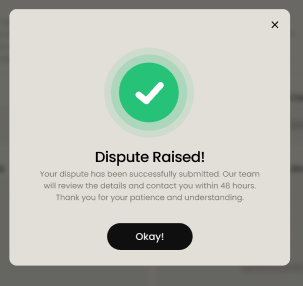 Dispute Raised!
Your dispute has been successfully submitted. Our team
will review the details and contact you within 48 hours.
Thank you for your patience and understanding.
Okay!